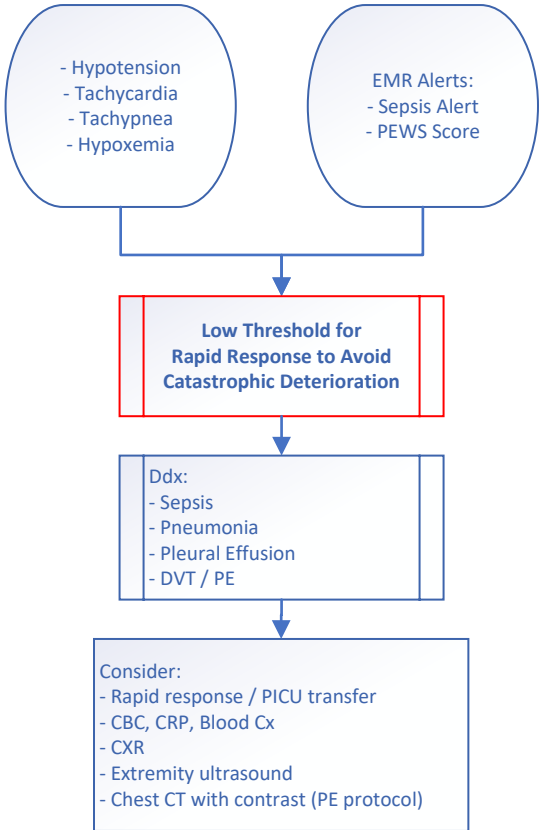 - Hypotension
- Tachycardia
- Tachypnea
- Hypoxemia
EMR Alerts:
- Sepsis Alert
- PEWS Score
Low Threshold for
Rapid Response to Avoid
Catastrophic Deterioration
Ddx:
- Sepsis
- Pneumonia
- Pleural Effusion
- DVT / PE
Consider:
- Rapid response / PICU transfer
- CBC, CRP, Blood Cx
- CXR
- Extremity ultrasound
- Chest CT with contrast (PE protocol)